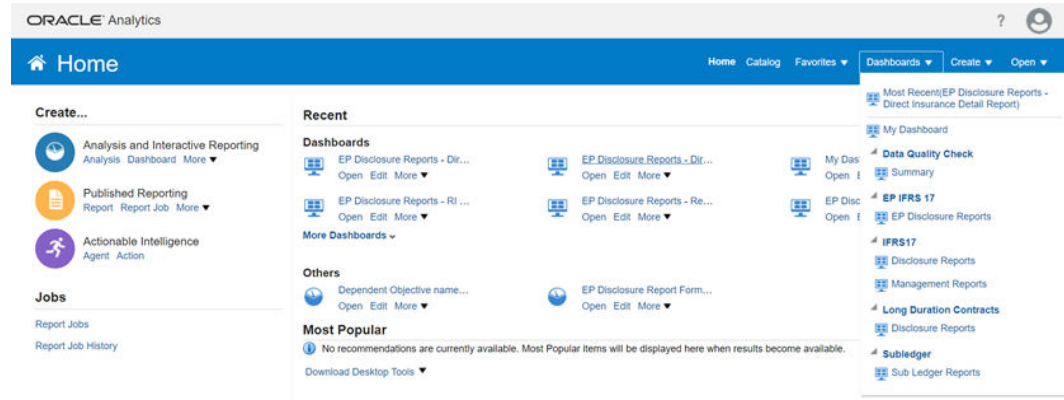 ORACLE Analytics
?
Home
Home Catalog Favorites ▼ Dashboards ▼ Create ▼ Open ▼
Create...
Analysis and Interactive Reporting
Analysis Dashboard More ▼
Published Reporting
Report Report Job More ▼
Actionable Intelligence
Agent Action
Jobs
Report Jobs
Report Job History
Recent
Dashboards
EP Disclosure Reports - Dir...
Open Edit More ▼
EP Disclosure Reports - Dir...
Open Edit More ▼
My Das
Open E
EP Disclosure Reports - RI ...
Open Edit More ▼
EP Disclosure Reports - Re...
Open Edit More ▼
EP Disc
Open E
More Dashboards
Others
Dependent Objective name...
Open Edit More ▼
EP Disclosure Report Form...
Open Edit More ▼
Most Popular
No recommendations are currently available. Most Popular items will be displayed here when results become available.
Download Desktop Tools ▼
Most Recent(EP Disclosure Reports -
Direct Insurance Detail Report)
My Dashboard
Data Quality Check
Summary
EP IFRS 17
EP Disclosure Reports
IFRS17
Disclosure Reports
Management Reports
Long Duration Contracts
Disclosure Reports
Subledger
Sub Ledger Reports